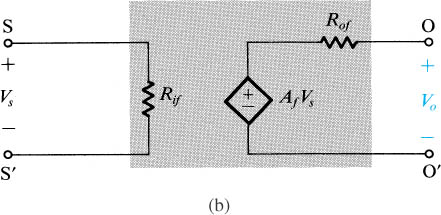 S
O
R_of
+
+
V_s
R_if
+
−
A_f V_s
V_o
−
−
S′
O′
(b)